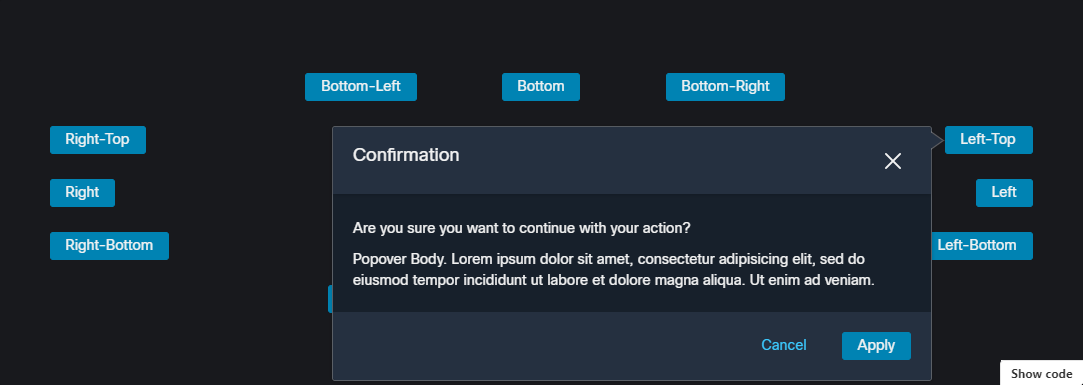 Bottom-Left
Bottom
Bottom-Right
Right-Top
Left-Top
Confirmation
Right
Left
Are you sure you want to continue with your action?
Right-Bottom
Left-Bottom
Popover Body. Lorem ipsum dolor sit amet, consectetur adipisicing elit, sed do
eiusmod tempor incididunt ut labore et dolore magna aliqua. Ut enim ad veniam.
Cancel
Apply
Show code